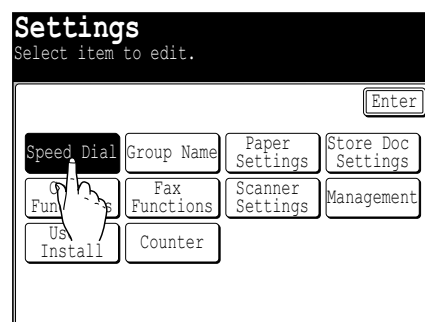 Settings
Select item to edit.
Enter
Speed Dial
Group Name
Paper
Settings
Store Doc
Settings
Fax
Functions
Scanner
Settings
Management
Install
Counter